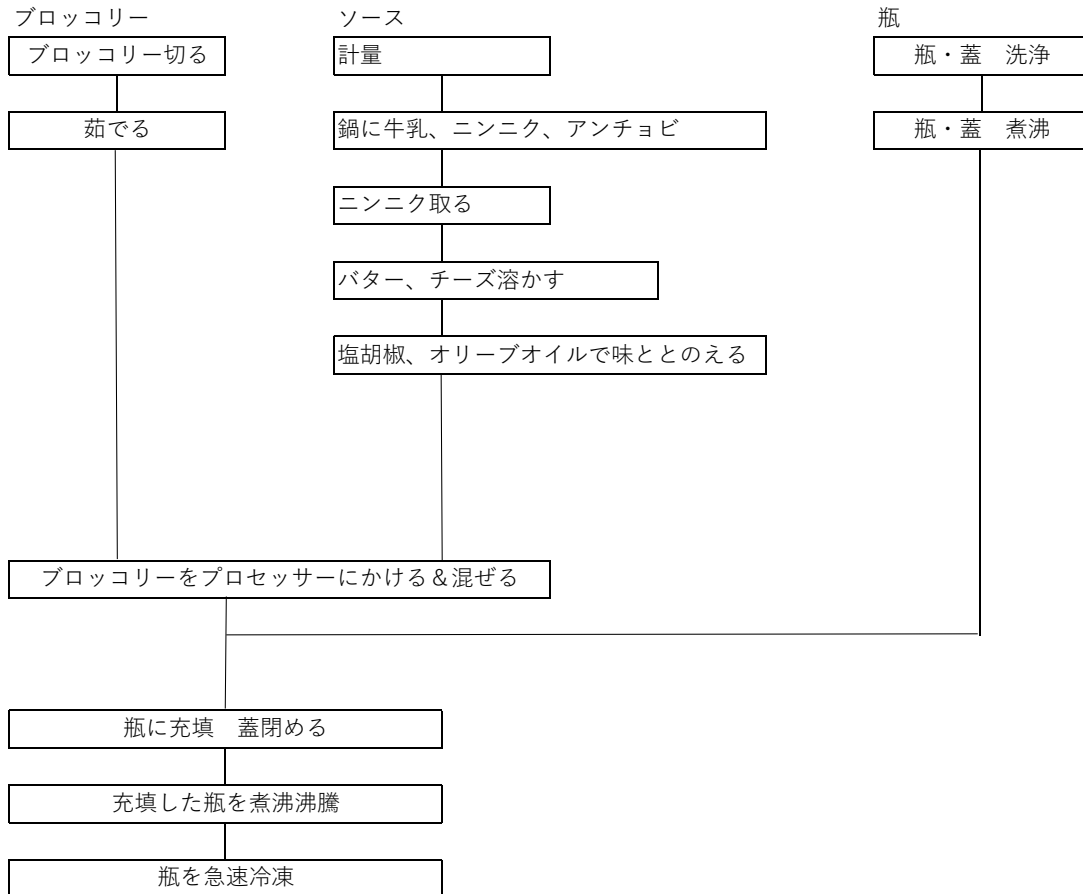 ブロッコリー
ソース
瓶
ブロッコリー切る
計量
瓶・蓋　洗浄
茹でる
鍋に牛乳、ニンニク、アンチョビ
瓶・蓋　煮沸
ニンニク取る
バター、チーズ溶かす
塩胡椒、オリーブオイルで味ととのえる
ブロッコリーをプロセッサーにかける＆混ぜる
瓶に充填　蓋閉める
充填した瓶を煮沸沸騰
瓶を急速冷凍